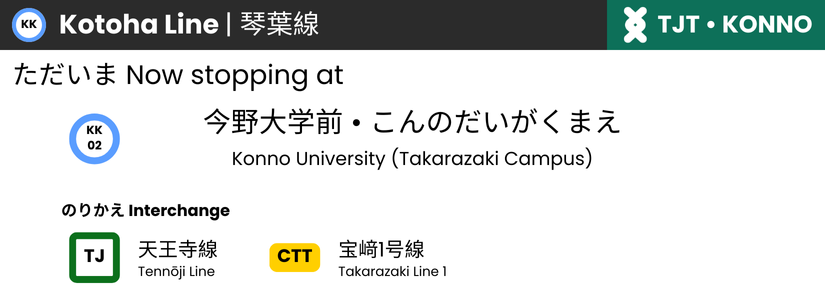 KK Kotoha Line | 琴葉線 TJT • KONNO
ただいま Now stopping at
KK 02
今野大学前 • こんのだいがくまえ
Konno University (Takarazaki Campus)
のりかえ Interchange
TJ 天王寺線
Tennōji Line
CTT 宝﨑1号線
Takarazaki Line 1